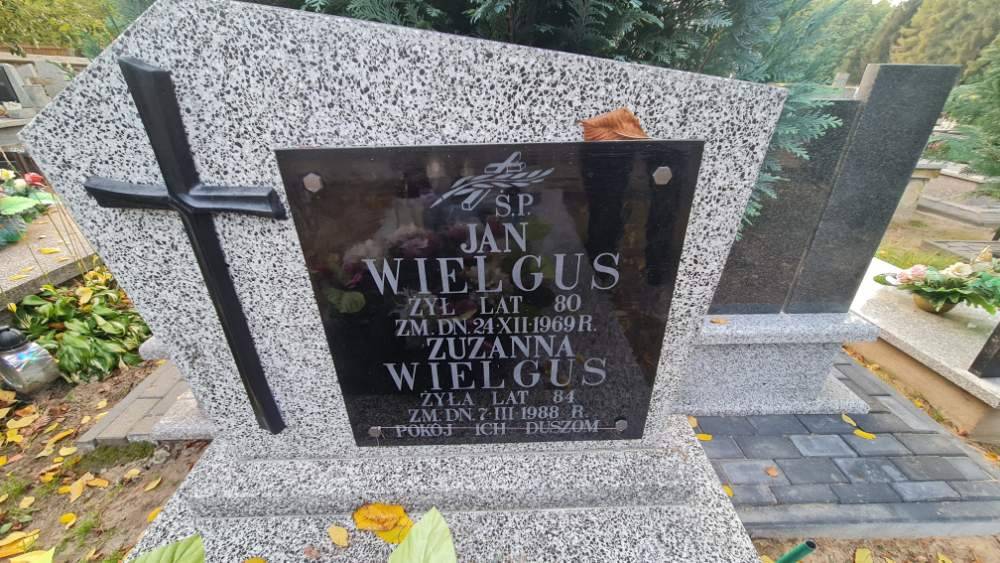 Ś.P.
JAN
WIELGUS
ŻYŁ LAT 80
ZM. DN. 24·XII·1969 R.
ZUZANNA
WIELGUS
ŻYŁA LAT 84
ZM. DN. 7·III 1988 R.
POKÓJ ICH DUSZOM